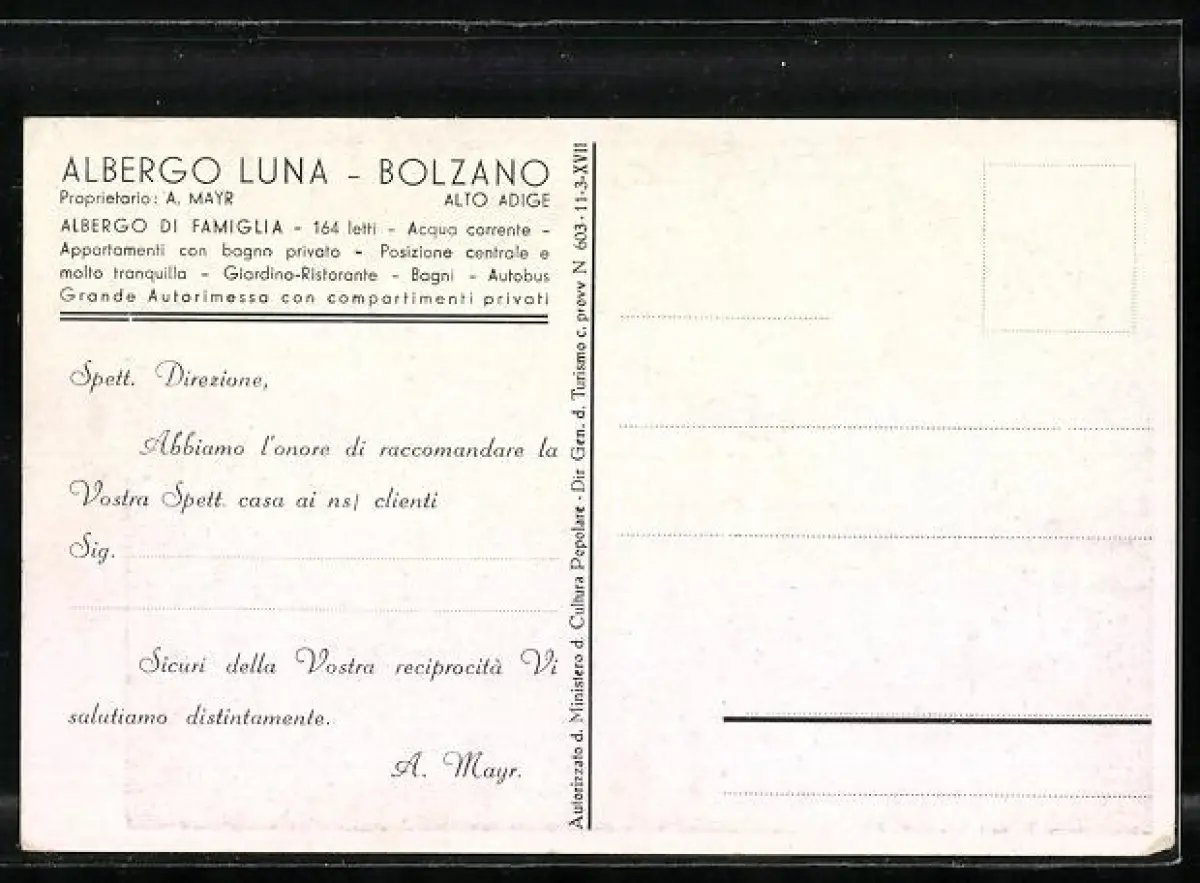 ALBERGO LUNA - BOLZANO
Proprietario: A. MAYR ALTO ADIGE
ALBERGO DI FAMIGLIA - 164 letti - Acqua corrente -
Appartamenti con bagno privato - Posizione centrale e
molto tranquilla - Giardino-Ristorante - Bagni - Autobus
Grande Autorimessa con compartimenti privati
Spett. Direzione,
Abbiamo l'onore di raccomandare la
Vostra Spett. casa ai ns/ clienti
Sig.
Sicuri della Vostra reciprocità Vi
salutiamo distintamente.
A. Mayr.
Autorizzato d. Ministero d. Cultura Pepolare - Dir Gen. d. Turismo c. provv N 603 - 11-3-XVII